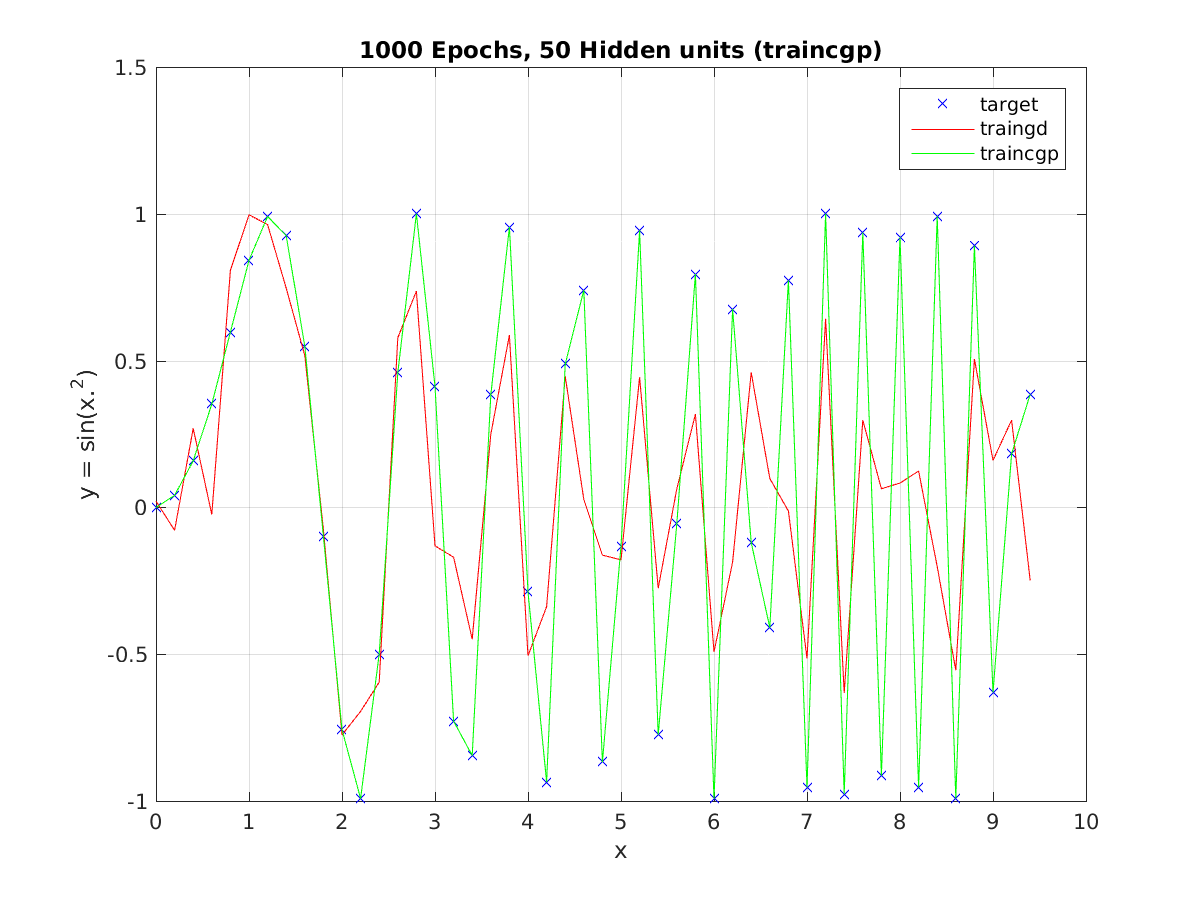 1000 Epochs, 50 Hidden units (traincgp)
1.5
1
0.5
0
-0.5
-1
y = sin(x.²)
target
traingd
traincgp
0 1 2 3 4 5 6 7 8 9 10
x